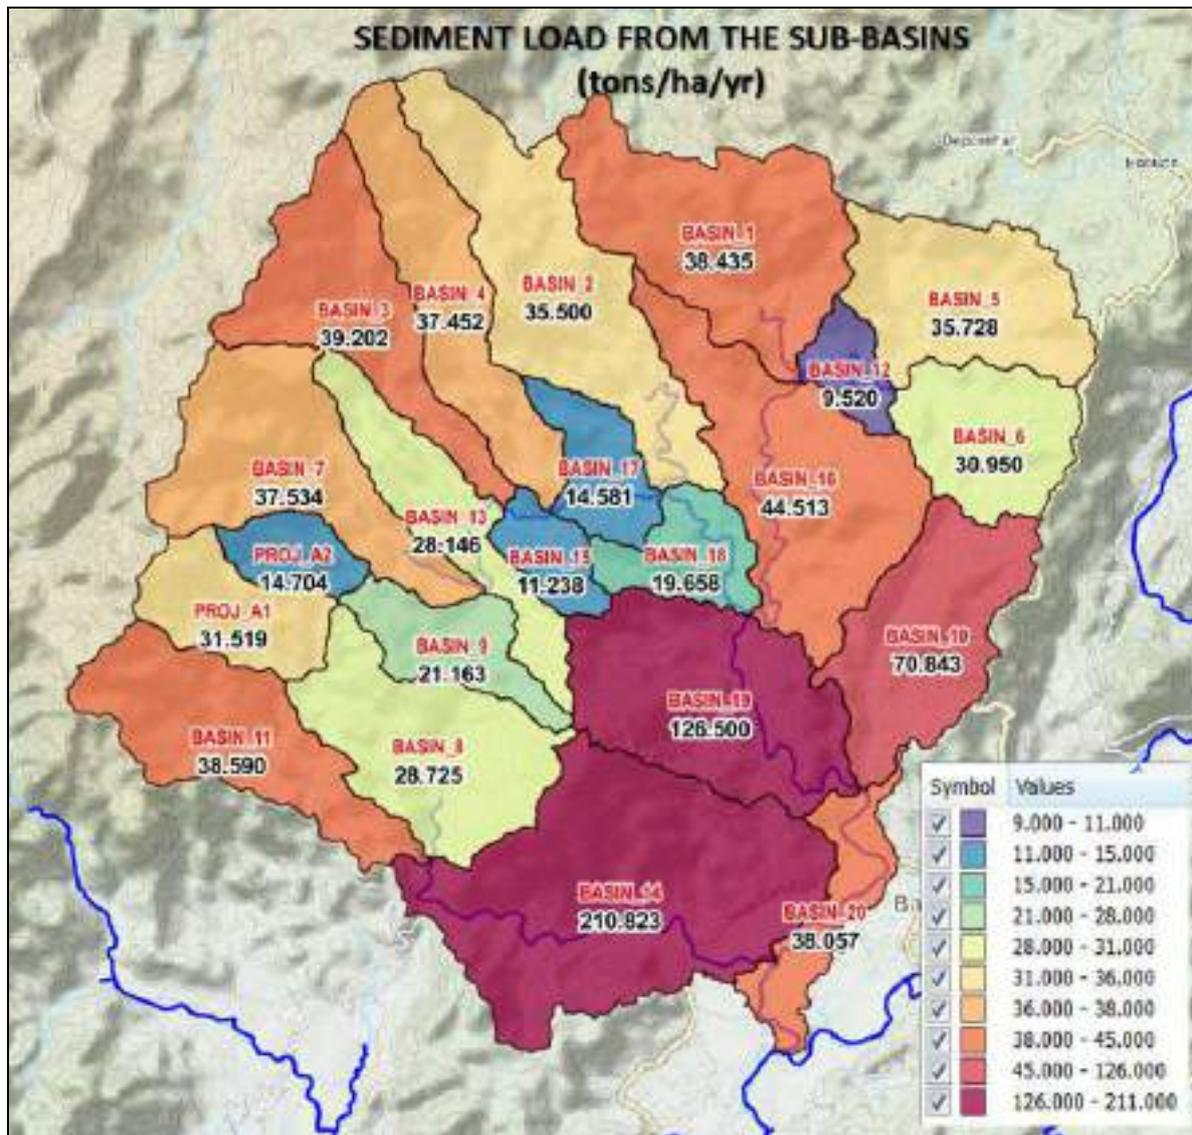 SEDIMENT LOAD FROM THE SUB-BASINS
(tons/ha/yr)
BASIN_1
38.435
BASIN_2
35.500
BASIN_4
37.452
BASIN_3
39.202
BASIN_5
35.728
BASIN_12
9.520
BASIN_6
30.950
BASIN_7
37.534
BASIN_17
14.581
BASIN_16
44.513
BASIN_13
28.146
PROJ_A2
14.704
BASIN_15
11.238
BASIN_18
19.658
PROJ_A1
31.519
BASIN_9
21.163
BASIN_10
70.843
BASIN_19
126.500
BASIN_11
38.590
BASIN_8
28.725
BASIN_14
210.823
BASIN_20
38.057
Ba
Symbol Values
9.000 - 11.000
11.000 - 15.000
15.000 - 21.000
21.000 - 28.000
28.000 - 31.000
31.000 - 36.000
36.000 - 38.000
38.000 - 45.000
45.000 - 126.000
126.000 - 211.000